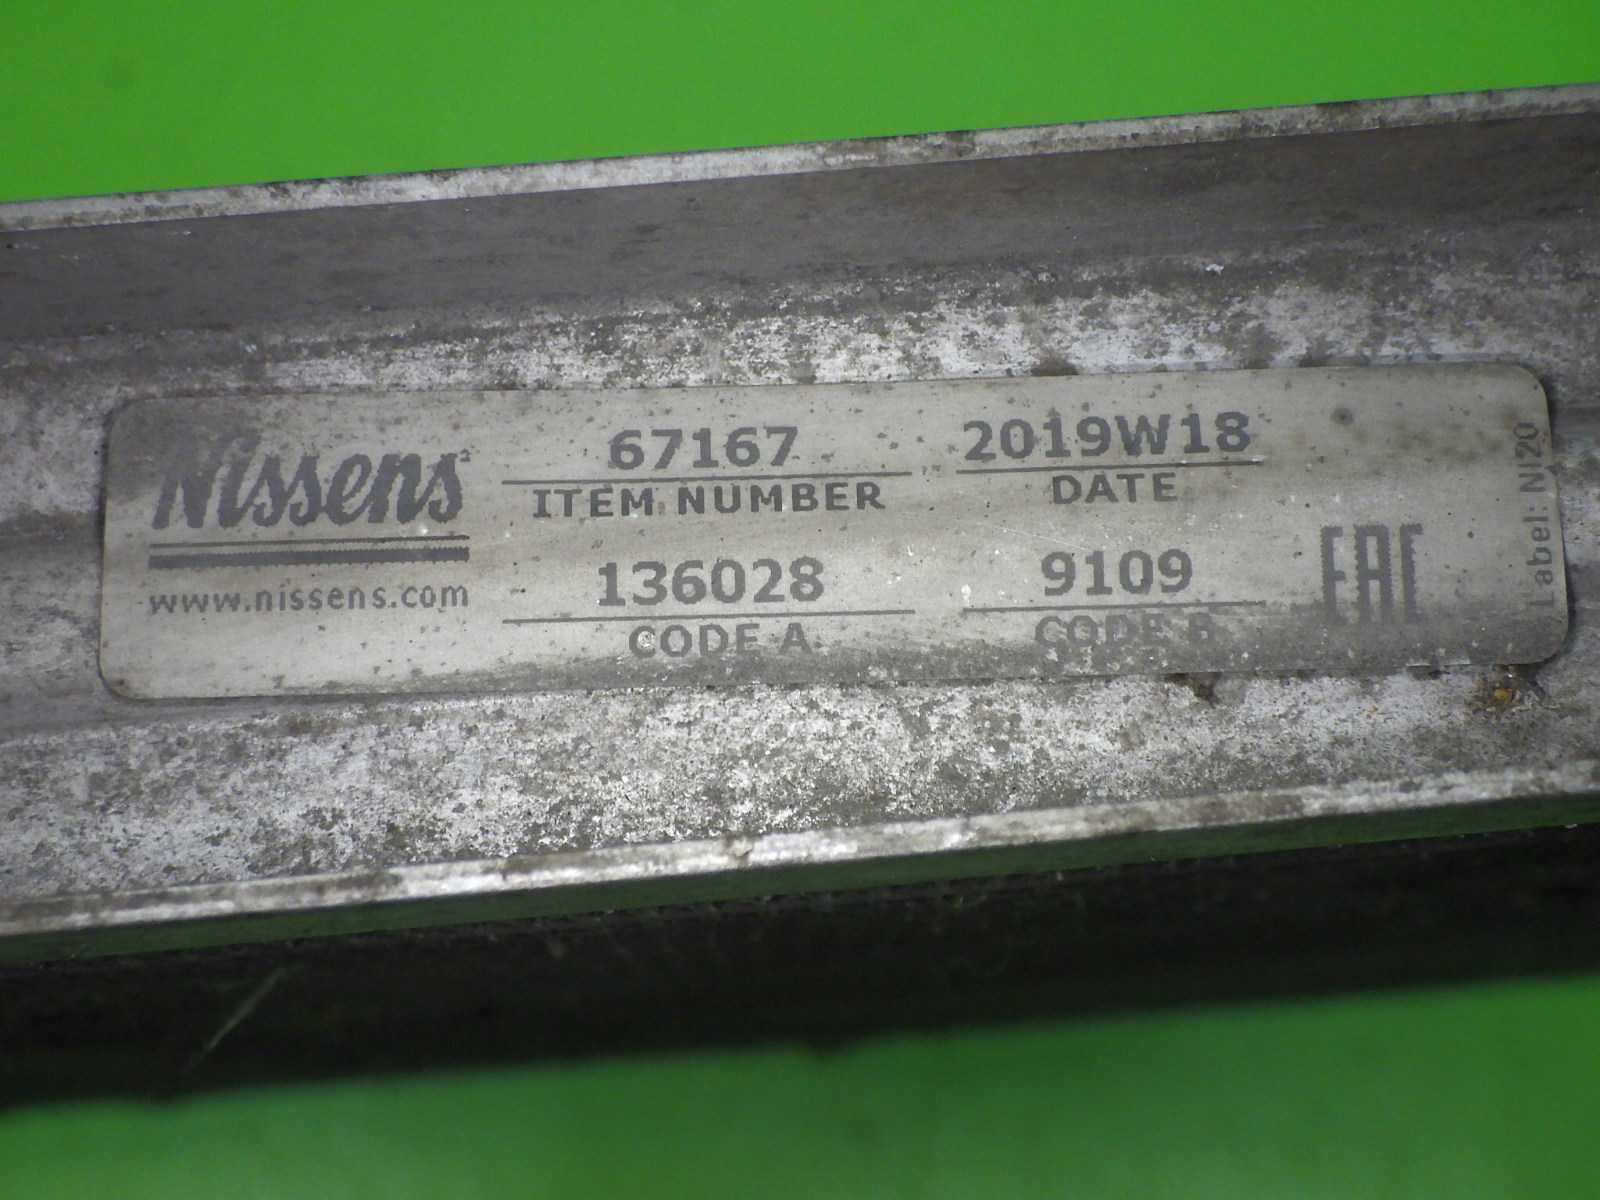 Nissens
www.nissens.com
67167
ITEM NUMBER
2019W18
DATE
136028
CODE A
9109
CODE B
EAC
Label: NI20